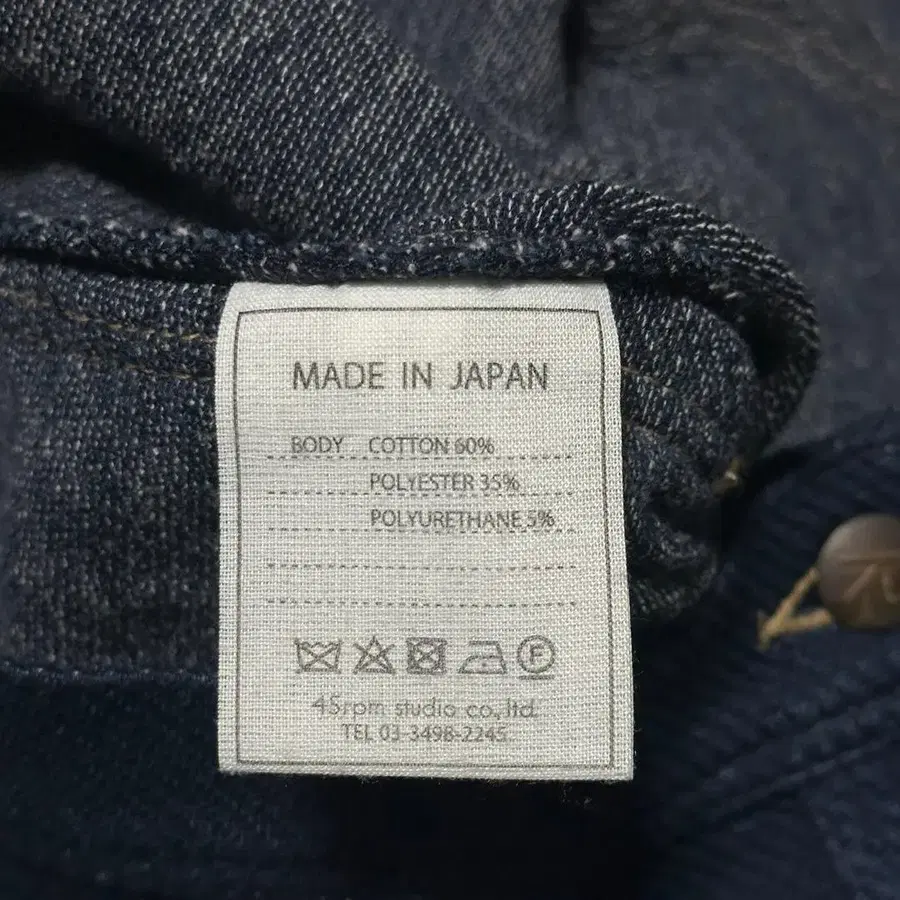 MADE IN JAPAN
BODY COTTON 60%
POLYESTER 35%
POLYURETHANE 5%
F
45rpm studio co., ltd.
TEL 03-3498-2245